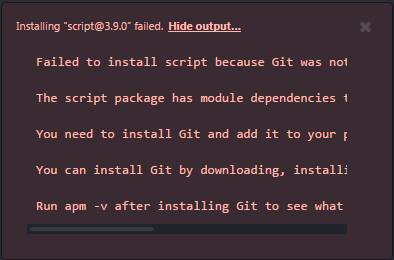 Installing “script@3.9.0” failed. Hide output...
Failed to install script because Git was not
The script package has module dependencies
You need to install Git and add it to your
You can install Git by downloading,
Run apm -v after installing Git to see what